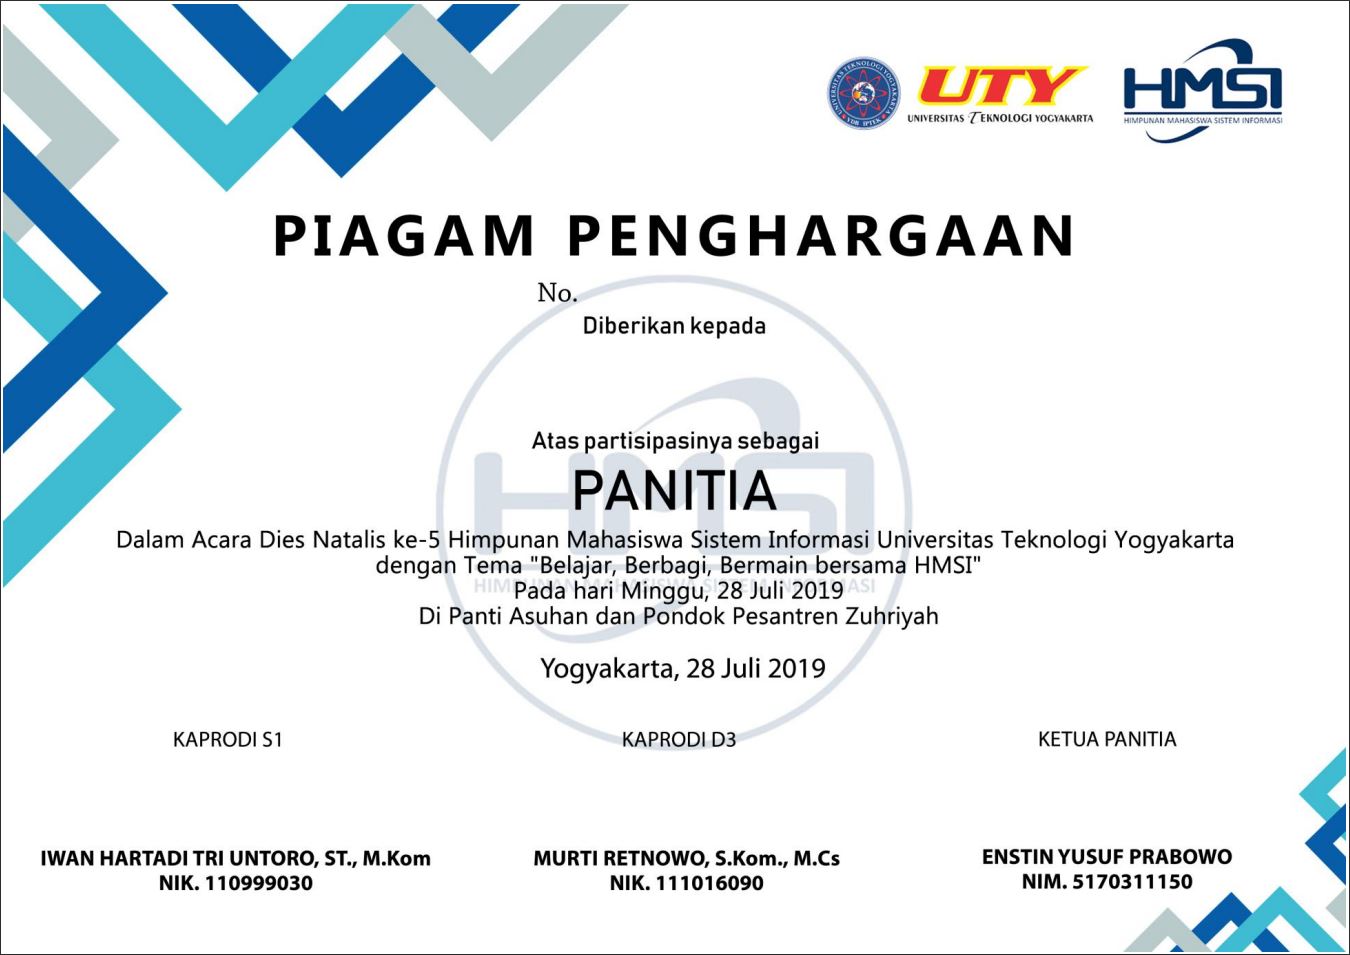 UNIVERSITAS TEKNOLOGI YOGYAKARTA
YDB IPTEK
UTY
UNIVERSITAS TEKNOLOGI YOGYAKARTA
HMSI
HIMPUNAN MAHASISWA SISTEM INFORMASI
PIAGAM PENGHARGAAN
No.
Diberikan kepada
Atas partisipasinya sebagai
HMSI
PANITIA
Dalam Acara Dies Natalis ke-5 Himpunan Mahasiswa Sistem Informasi Universitas Teknologi Yogyakarta
dengan Tema "Belajar, Berbagi, Bermain bersama HMSI"
HIMPUNAN MAHASISWA SISTEM INFORMASI
Pada hari Minggu, 28 Juli 2019
Di Panti Asuhan dan Pondok Pesantren Zuhriyah
Yogyakarta, 28 Juli 2019
KAPRODI S1
KAPRODI D3
KETUA PANITIA
IWAN HARTADI TRI UNTORO, ST., M.Kom
NIK. 110999030
MURTI RETNOWO, S.Kom., M.Cs
NIK. 111016090
ENSTIN YUSUF PRABOWO
NIM. 5170311150